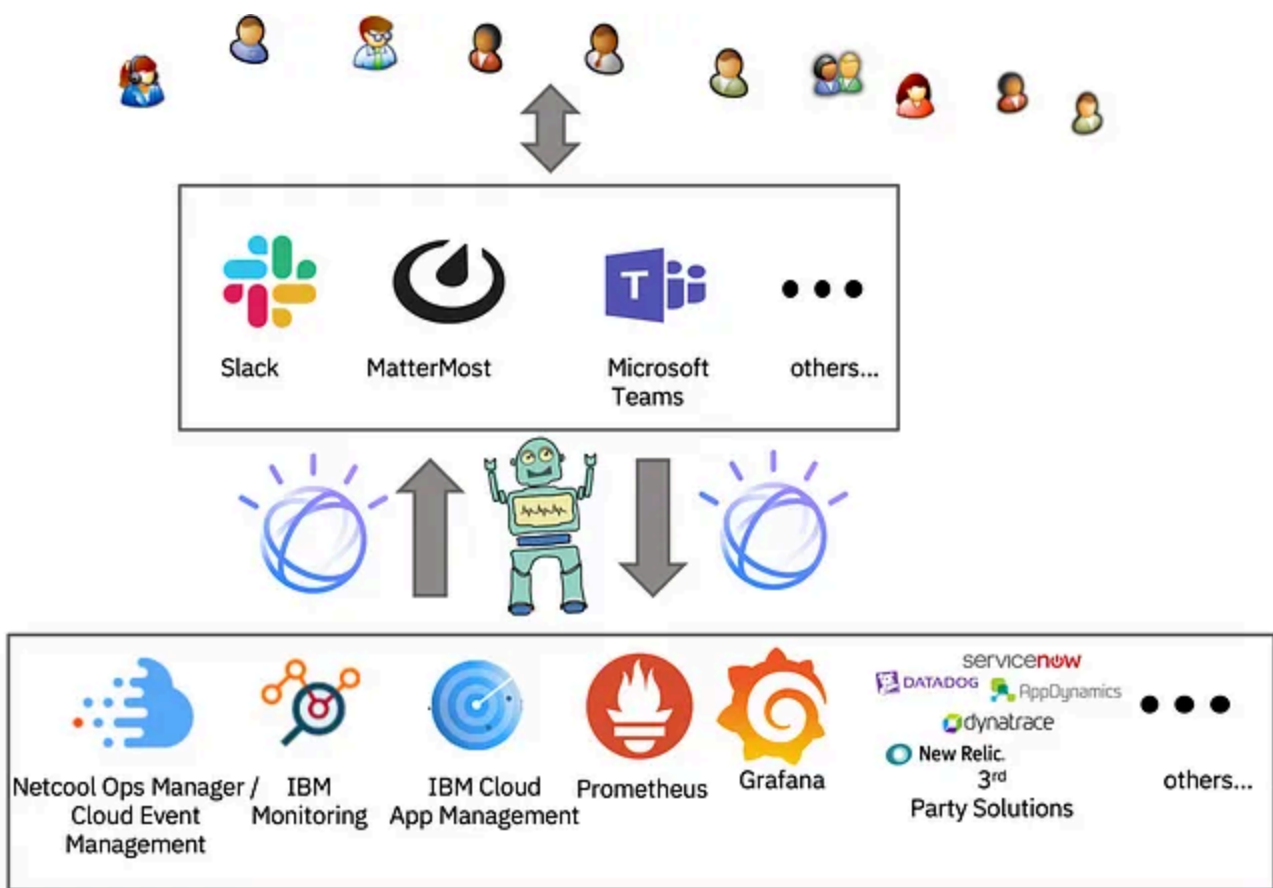 Slack
MatterMost
T
Microsoft
Teams
others...
servicenow
DATADOG
AppDynamics
dynatrace
New Relic.
Netcool Ops Manager /
Cloud Event
Management
IBM
Monitoring
IBM Cloud
App Management
Prometheus
Grafana
3rd
Party Solutions
others...